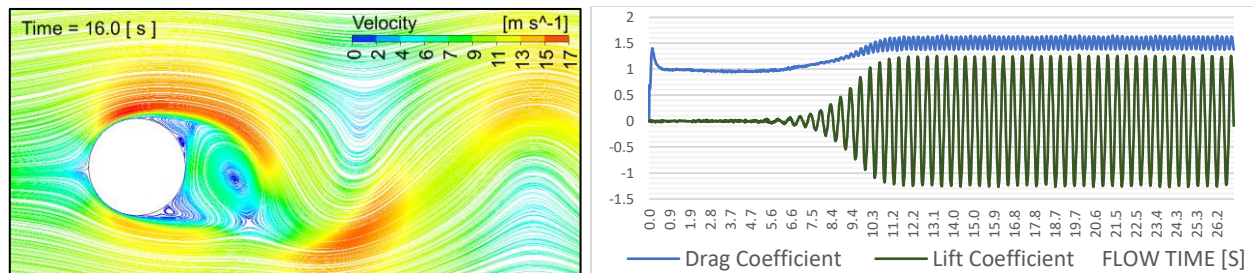 Time = 16.0 [ s ]
Velocity [m s^-1]
0 2 4 6 7 9 11 13 15 17
2
1.5
1
0.5
0
-0.5
-1
-1.5
0.0 0.9 1.9 2.8 3.7 4.7 5.6 6.6 7.5 8.4 9.4 10.3 11.2 12.2 13.1 14.0 15.0 15.9 16.8 17.8 18.7 19.7 20.6 21.5 22.5 23.4 24.3 25.3 26.2
Drag Coefficient Lift Coefficient FLOW TIME [S]